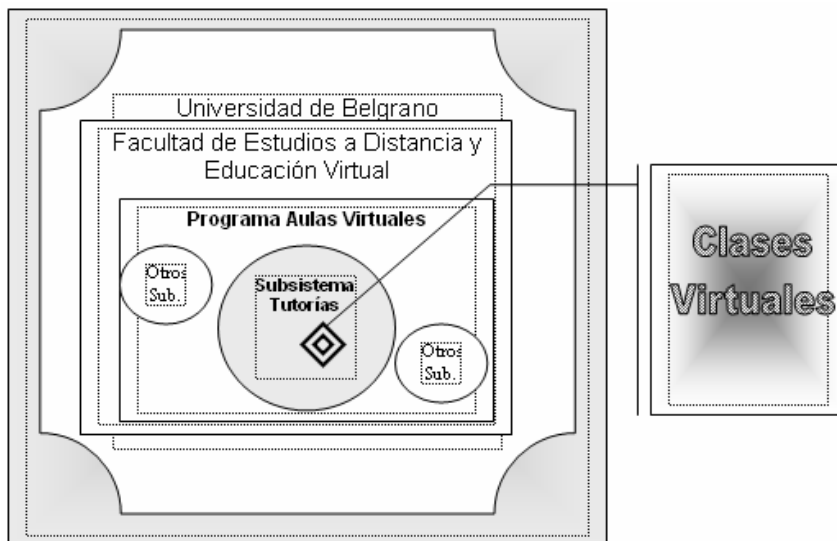 Universidad de Belgrano
Facultad de Estudios a Distancia y
Educación Virtual
Programa Aulas Virtuales
Otros
Sub.
Subsistema
Tutorías
Otros
Sub.
Clases
Virtuales